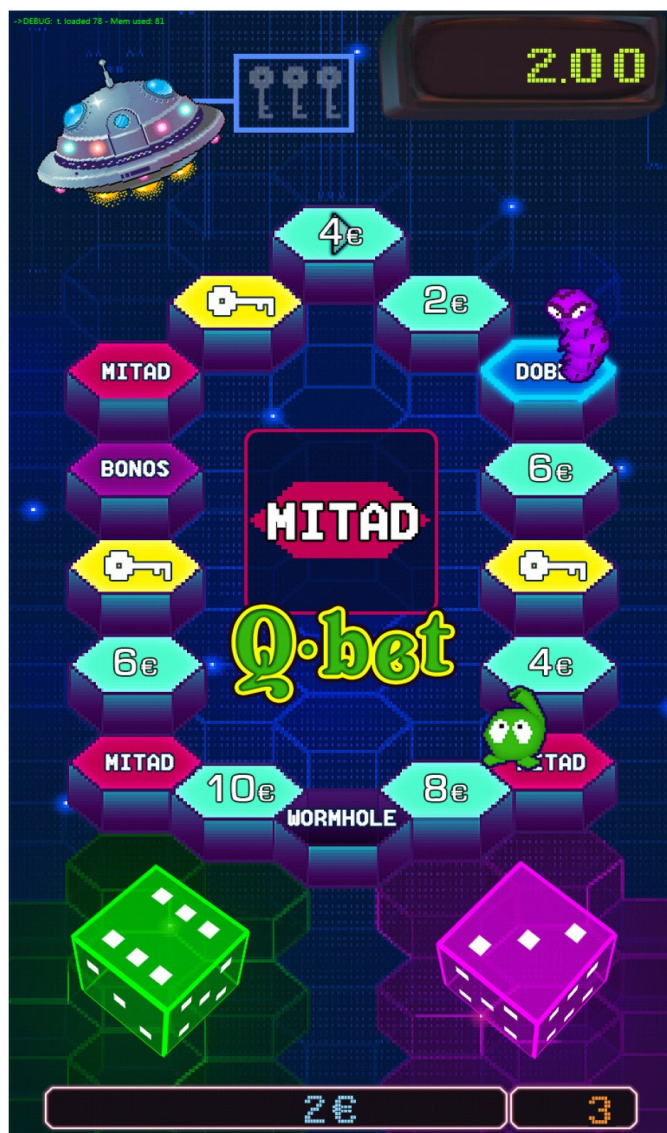 ->DEBUG: t. loaded 78 - Mem used: 81
2.00
4€
2€
MITAD
BONOS
6€
MITAD
Q·bet
6€
4€
MITAD
10€
WORMHOLE
8€
2€
3